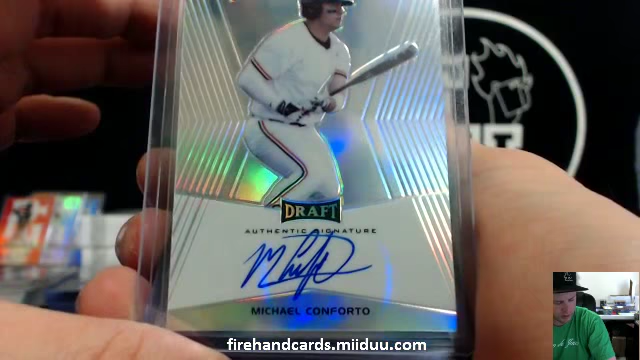 DRAFT
AUTHENTIC SIGNATURE
MICHAEL CONFORTO
firehandcards.miiduu.com